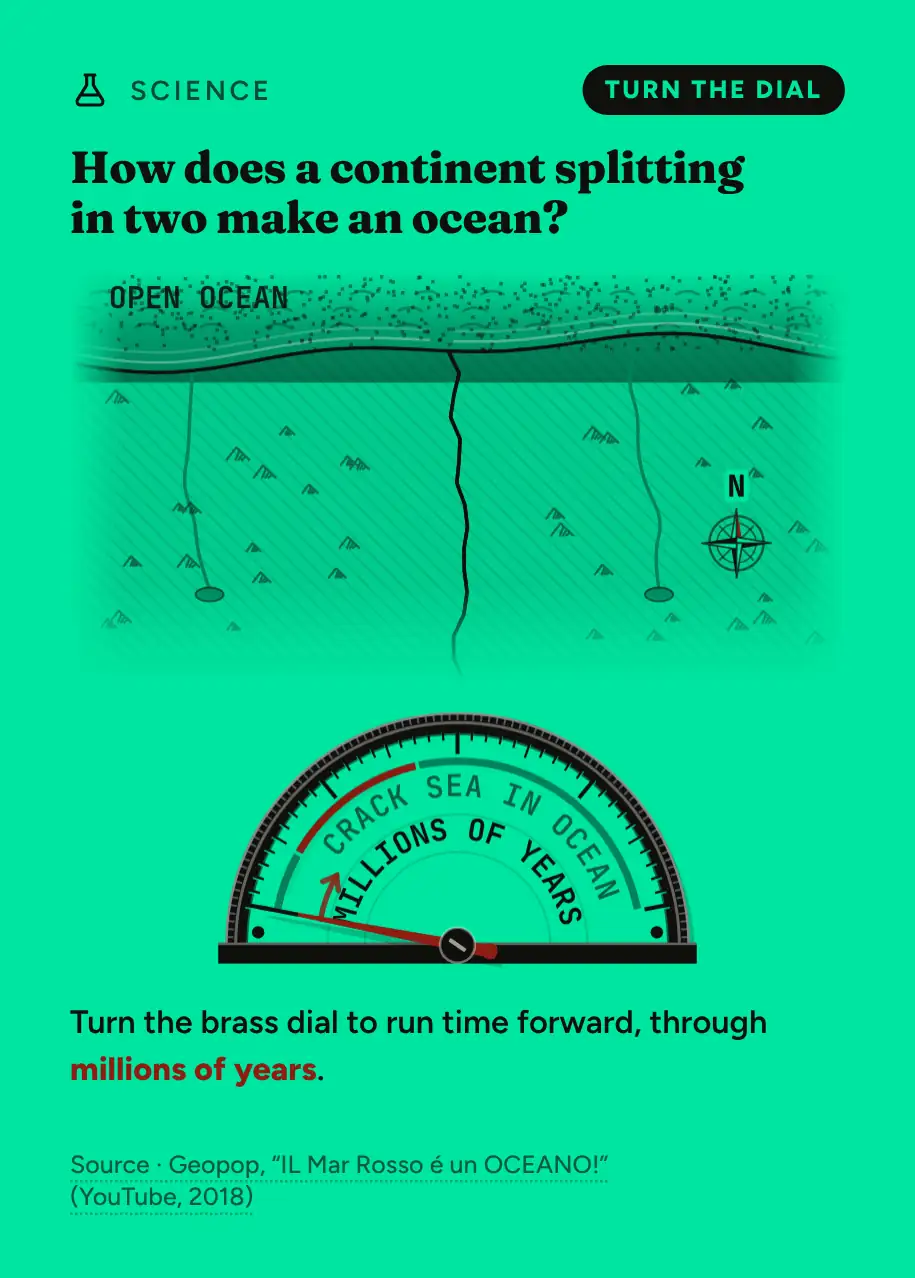 SCIENCE
TURN THE DIAL
How does a continent splitting
in two make an ocean?
OPEN OCEAN
N
CRACK SEA IN OCEAN
MILLIONS OF YEARS
Turn the brass dial to run time forward, through
millions of years.
Source · Geopop, “IL Mar Rosso é un OCEANO!”
(YouTube, 2018)